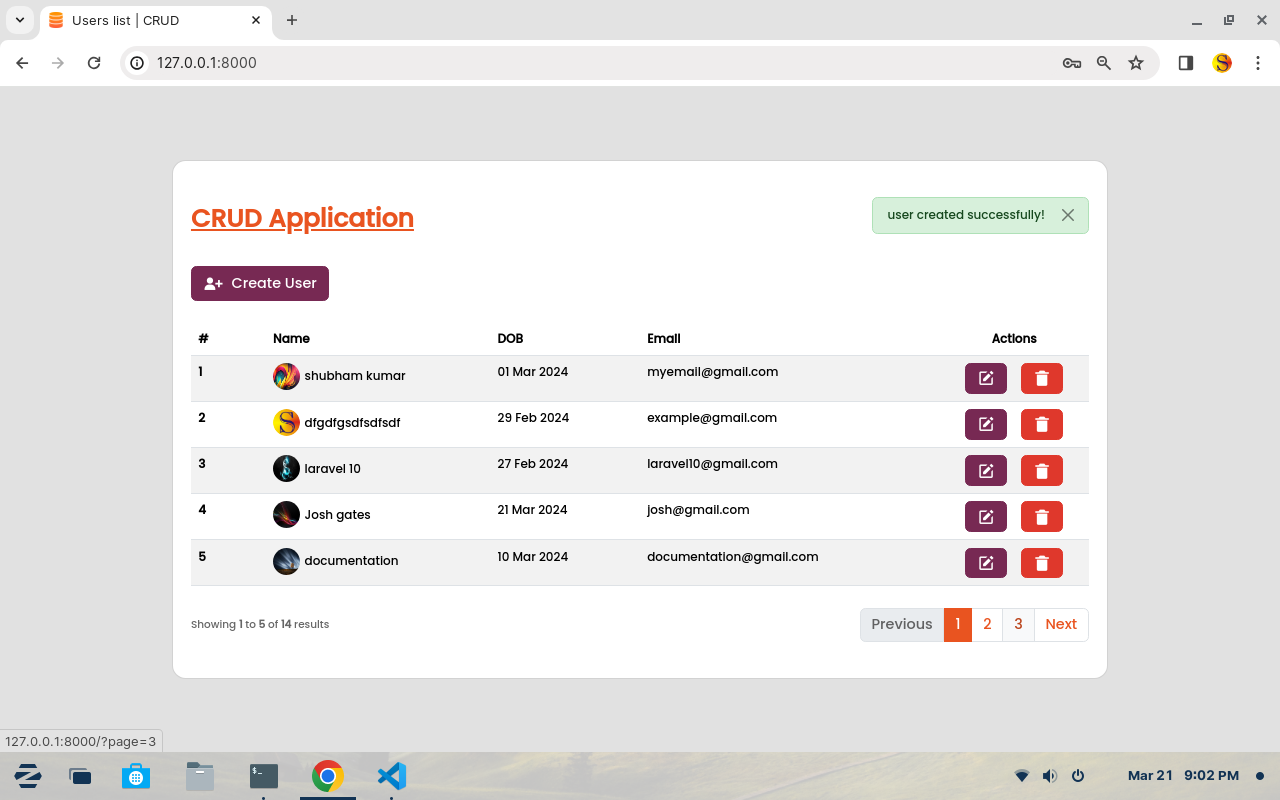 Users list | CRUD
127.0.0.1:8000
CRUD Application
user created successfully!
Create User
# Name DOB Email Actions
1 shubham kumar 01 Mar 2024 myemail@gmail.com
2 dfgdfgsdfsdfsdf 29 Feb 2024 example@gmail.com
3 laravel 10 27 Feb 2024 laravel10@gmail.com
4 Josh gates 21 Mar 2024 josh@gmail.com
5 documentation 10 Mar 2024 documentation@gmail.com
Showing 1 to 5 of 14 results
Previous 1 2 3 Next
127.0.0.1:8000/?page=3
Mar 21 9:02 PM